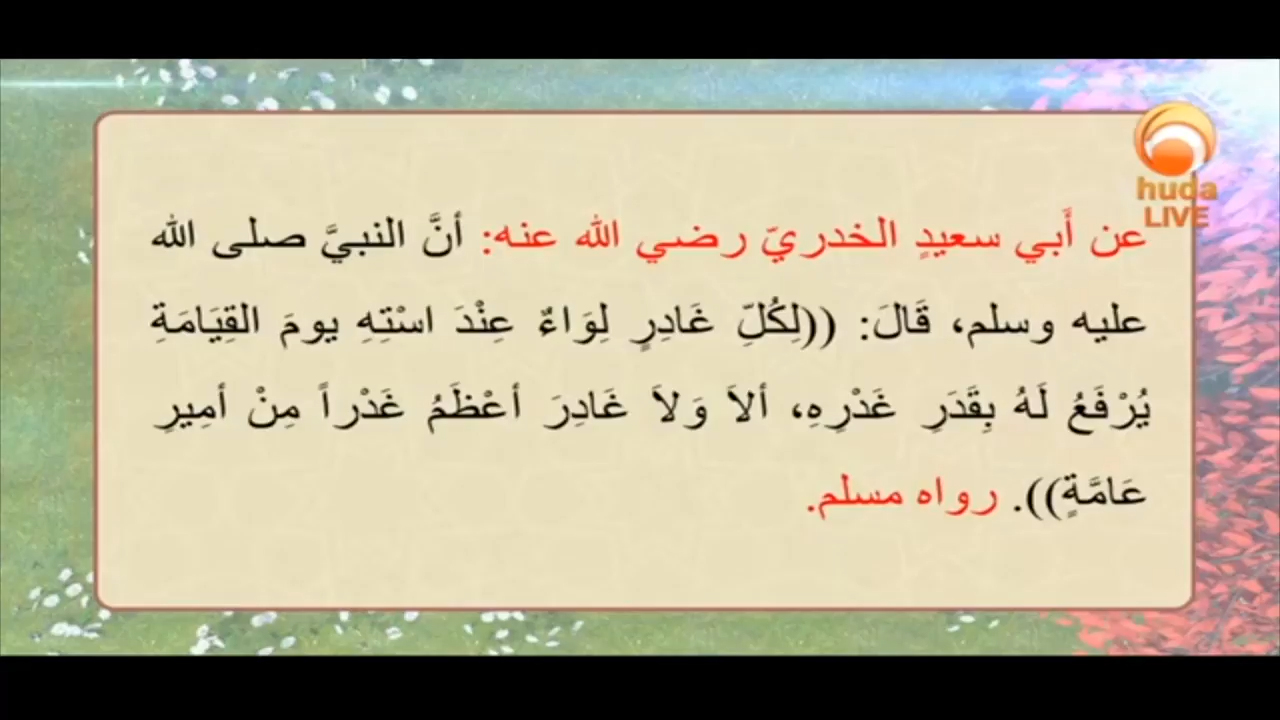 huda
LIVE
عن أَبي سعيدٍ الخدريّ رضي الله عنه: أنَّ النبيَّ صلى الله
عليه وسلم، قَالَ: ((لِكُلِّ غَادِرٍ لِوَاءٌ عِنْدَ اسْتِهِ يومَ القِيَامَةِ
يُرْفَعُ لَهُ بِقَدَرِ غَدْرِهِ، ألاَ وَلاَ غَادِرَ أعْظَمُ غَدْراً مِنْ أمِيرِ
عَامَّةٍ)). رواه مسلم.